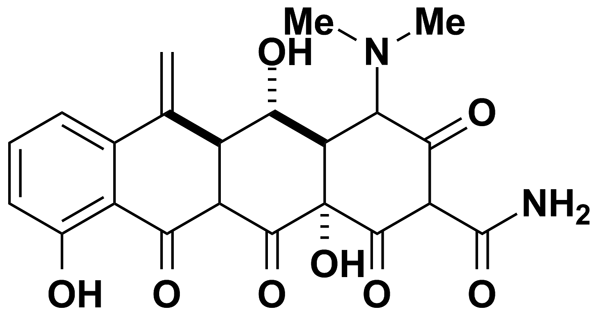 Me Me
OH N
O
NH₂
OH
OH O O O O